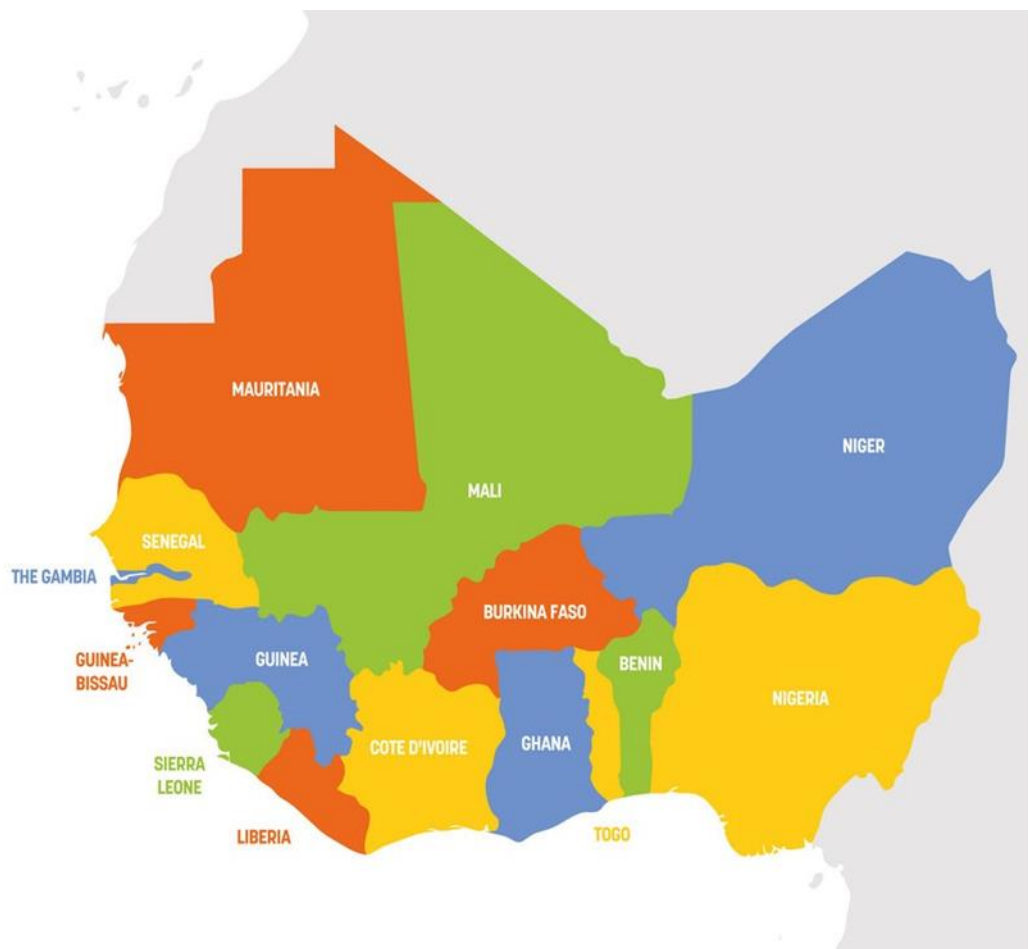 MAURITANIA
NIGER
MALI
SENEGAL
THE GAMBIA
BURKINA FASO
GUINEA-
BISSAU
GUINEA
BENIN
NIGERIA
COTE D'IVOIRE
GHANA
SIERRA
LEONE
LIBERIA
TOGO